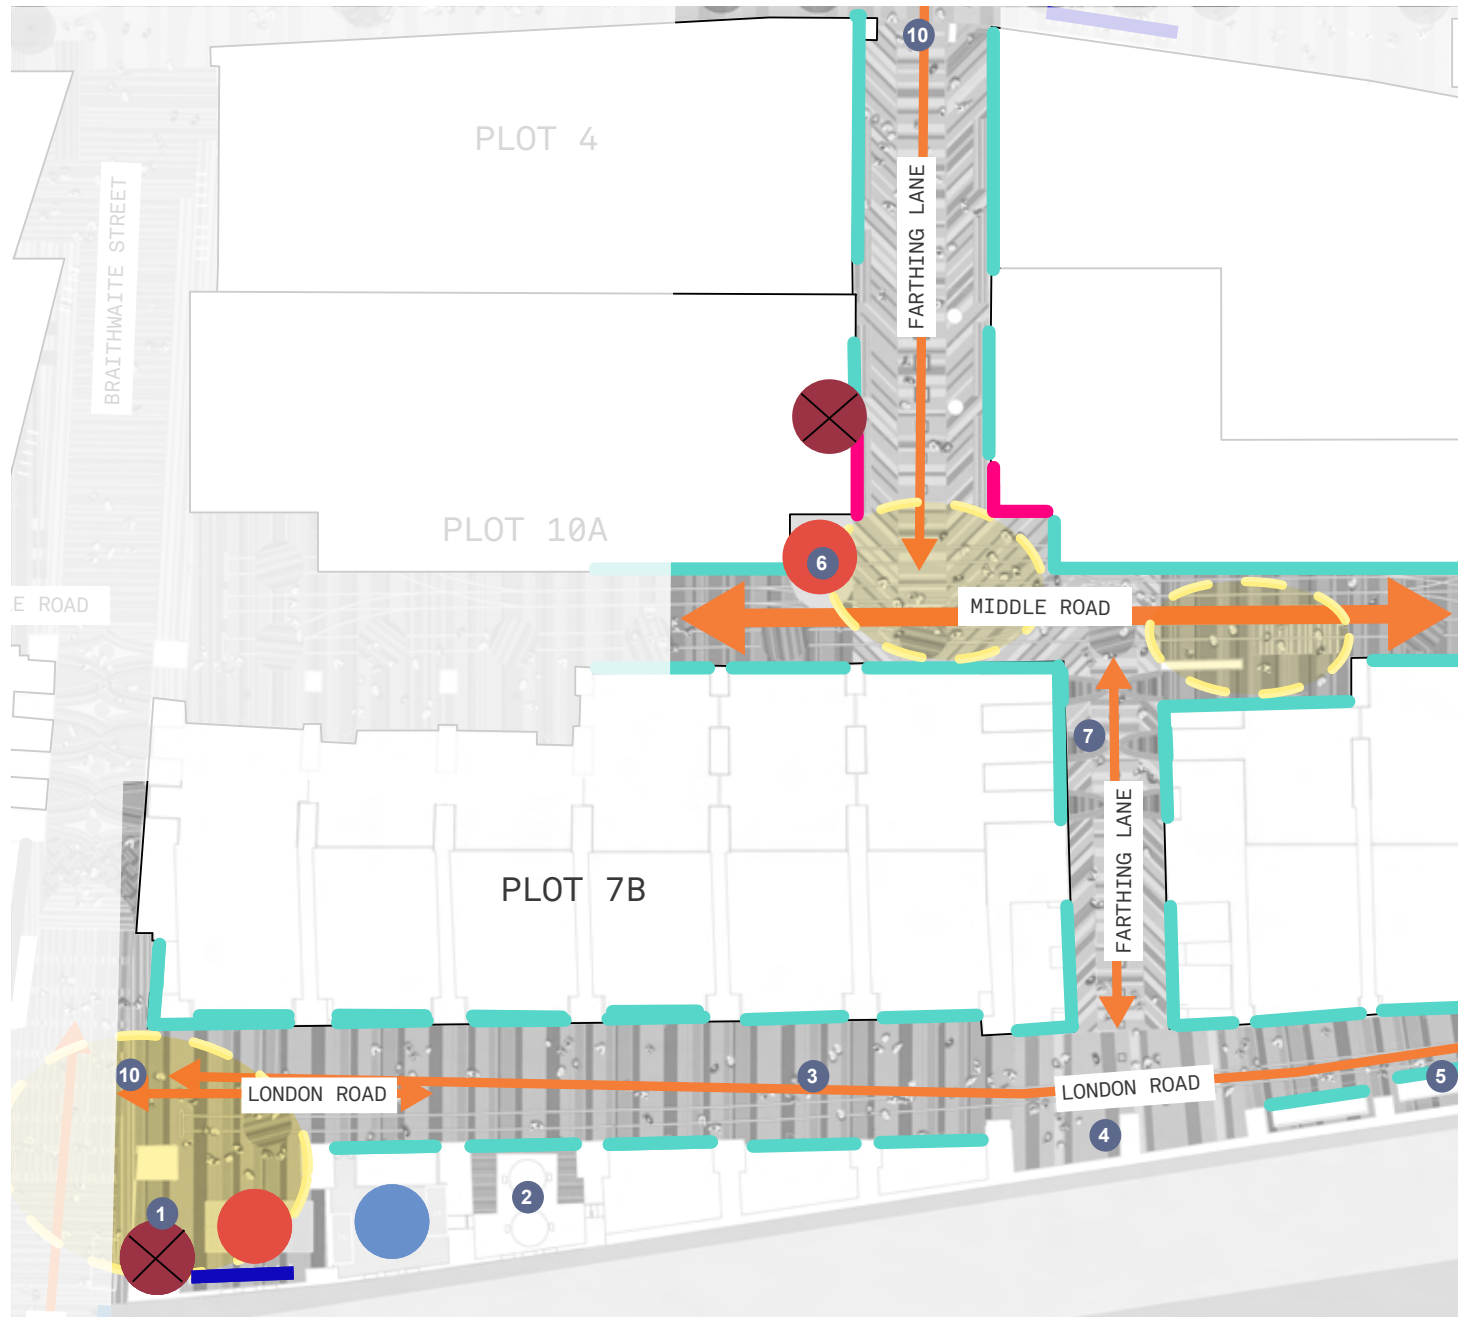 10
PLOT 4
FARTHING LANE
BRAITHWAITE STREET
PLOT 10A
6
LE ROAD
MIDDLE ROAD
7
FARTHING LANE
PLOT 7B
10
LONDON ROAD
3
LONDON ROAD
5
4
1
2